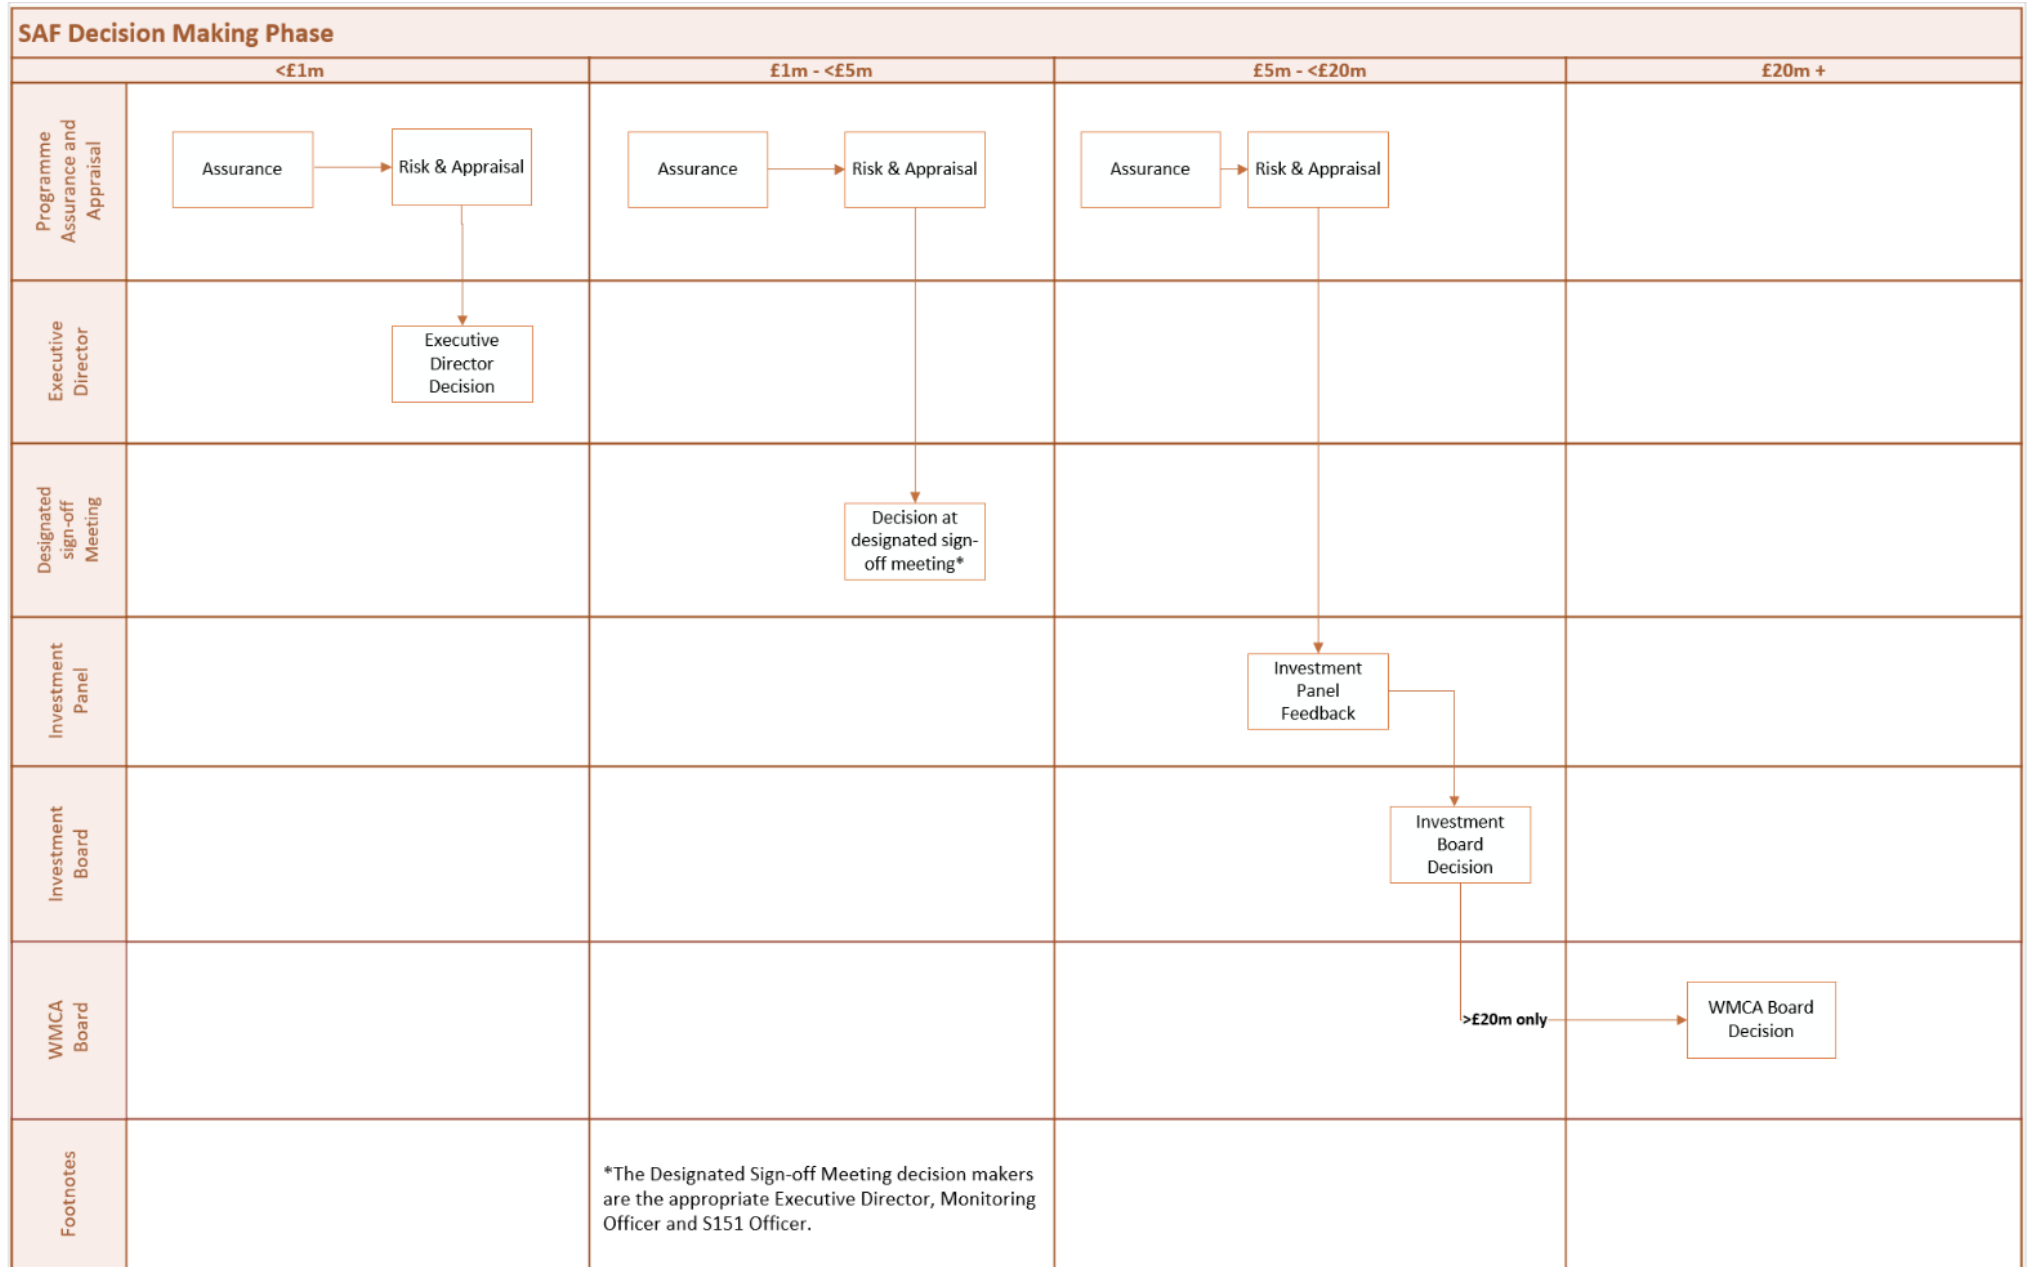 SAF Decision Making Phase
<£1m
£1m - <£5m
£5m - <£20m
£20m +
Programme
Assurance and
Appraisal
Assurance
Risk & Appraisal
Assurance
Risk & Appraisal
Assurance
Risk & Appraisal
Executive
Director
Executive
Director
Decision
Designated
sign-off
Meeting
Decision at
designated sign-
off meeting*
Investment
Panel
Investment
Panel
Feedback
Investment
Board
Investment
Board
Decision
WMCA
Board
>£20m only
WMCA Board
Decision
Footnotes
*The Designated Sign-off Meeting decision makers
are the appropriate Executive Director, Monitoring
Officer and S151 Officer.